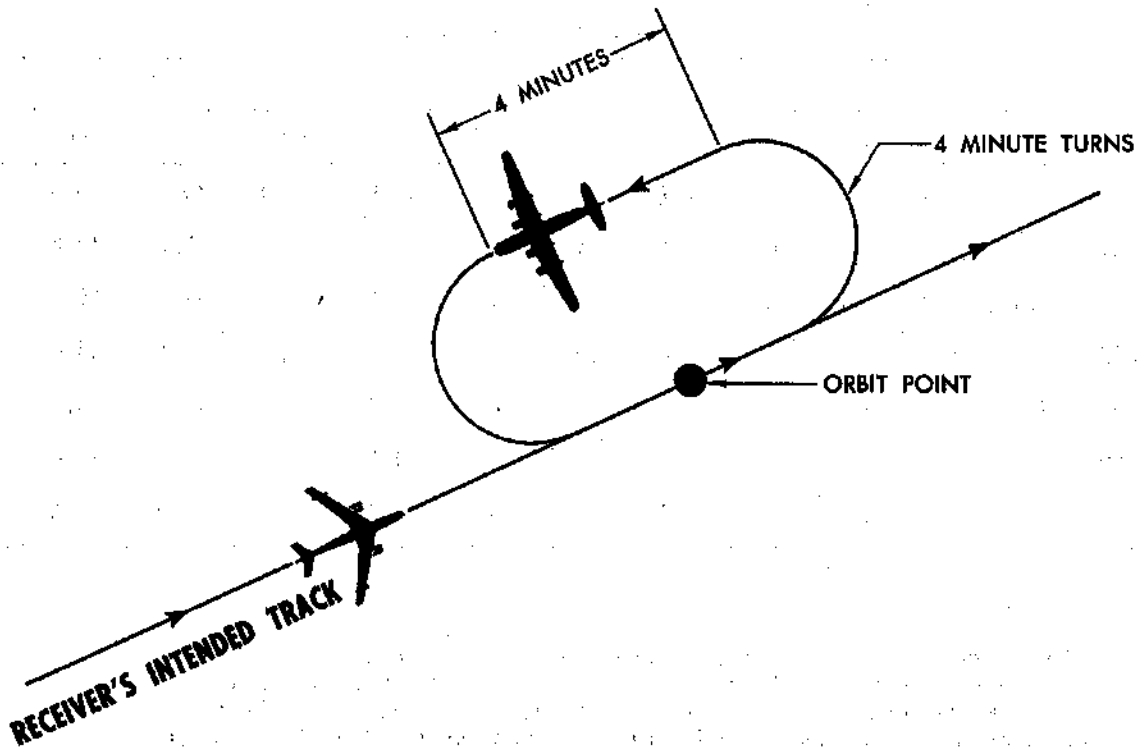 4 MINUTES
4 MINUTE TURNS
ORBIT POINT
RECEIVER'S INTENDED TRACK